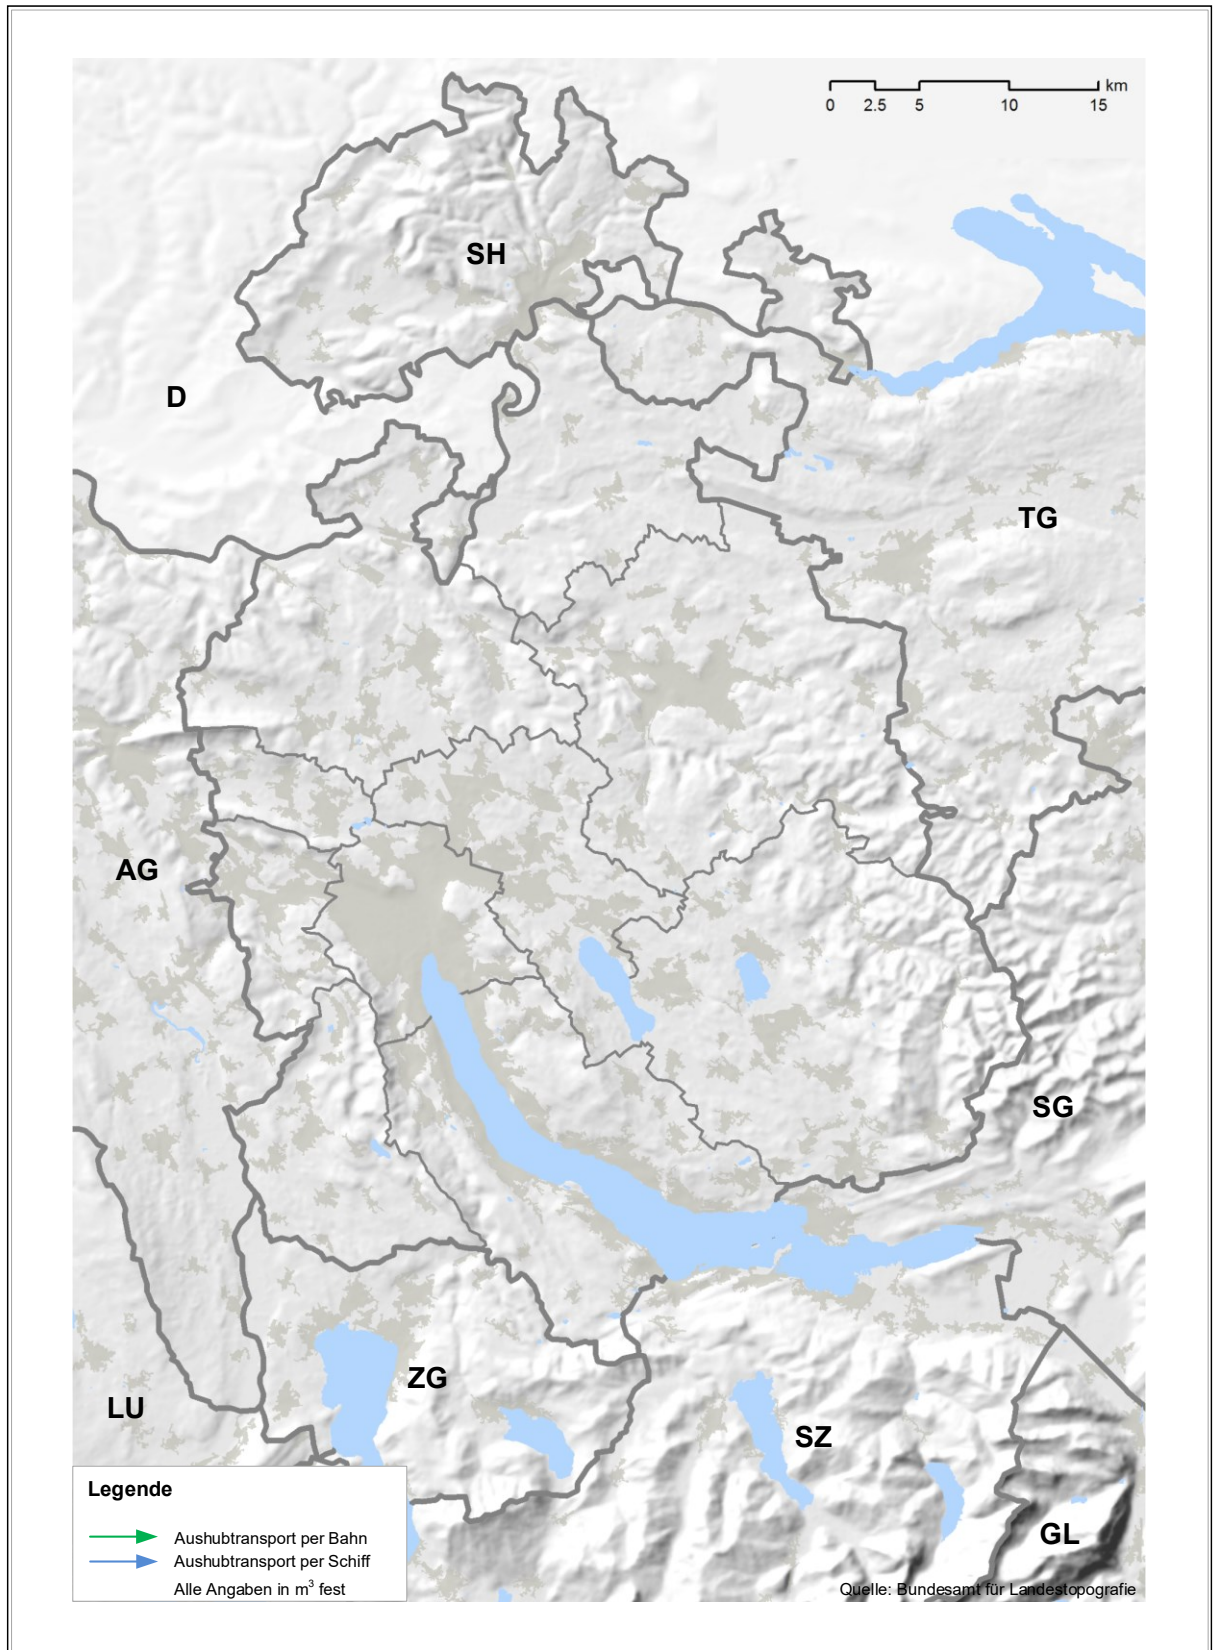 km
0 2.5 5 10 15
SH
D
TG
AG
SG
ZG
LU
SZ
GL
Legende
Aushubtransport per Bahn
Aushubtransport per Schiff
Alle Angaben in m³ fest
Quelle: Bundesamt für Landestopografie